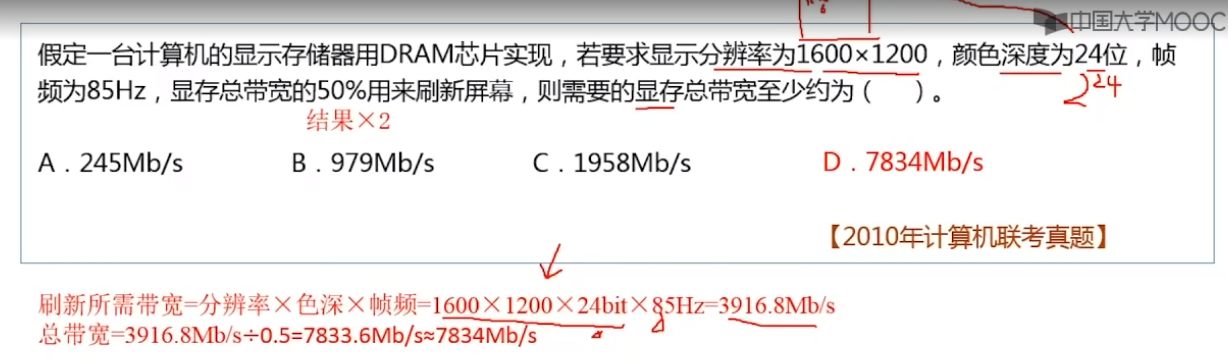 中国大学MOOC
假定一台计算机的显示存储器用DRAM芯片实现，若要求显示分辨率为1600×1200，颜色深度为24位，帧
频为85Hz，显存总带宽的50%用来刷新屏幕，则需要的显存总带宽至少约为（　　）。
2²⁴
结果×2
A．245Mb/s　B．979Mb/s　C．1958Mb/s　D．7834Mb/s
【2010年计算机联考真题】
刷新所需带宽=分辨率×色深×帧频=1600×1200×24bit×85Hz=3916.8Mb/s
总带宽=3916.8Mb/s÷0.5=7833.6Mb/s≈7834Mb/s